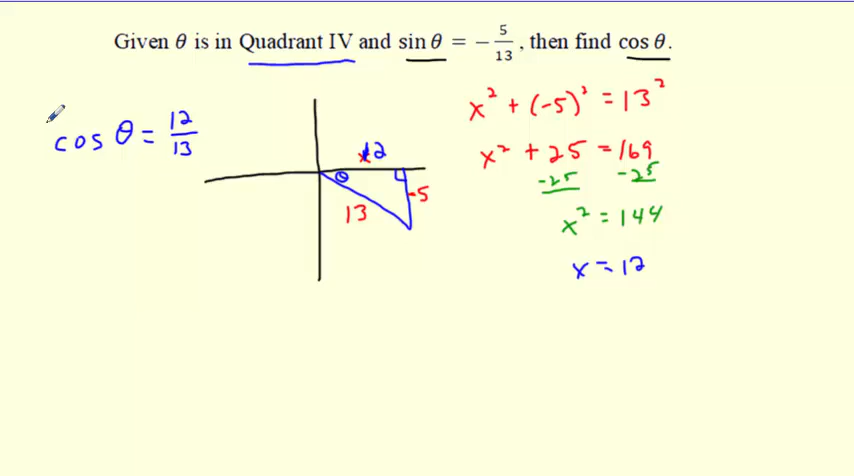 Given θ is in Quadrant IV and sin θ = −5/13, then find cos θ.
cos θ = 12/13
12
θ
13
-5
x² + (-5)² = 13²
x² + 25 = 169
-25 -25
x² = 144
x = 12